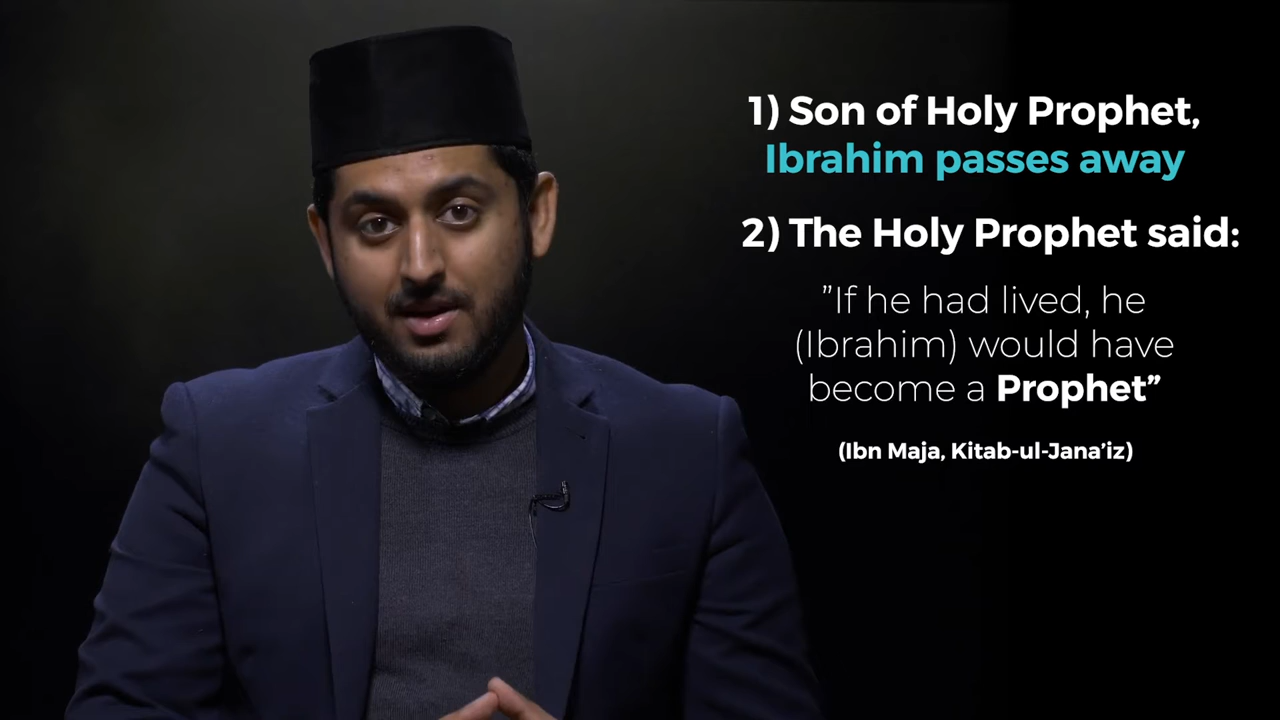 1) Son of Holy Prophet,
Ibrahim passes away
2) The Holy Prophet said:
”If he had lived, he
(Ibrahim) would have
become a Prophet”
(Ibn Maja, Kitab-ul-Jana’iz)